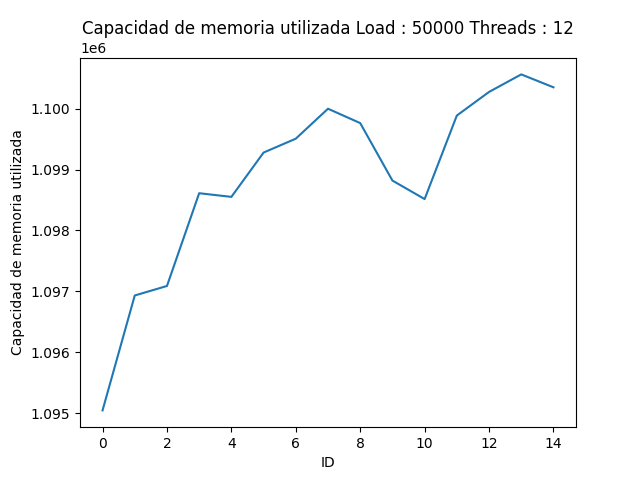 Capacidad de memoria utilizada Load : 50000 Threads : 12
1e6
1.100
1.099
1.098
1.097
1.096
1.095
Capacidad de memoria utilizada
0 2 4 6 8 10 12 14
ID